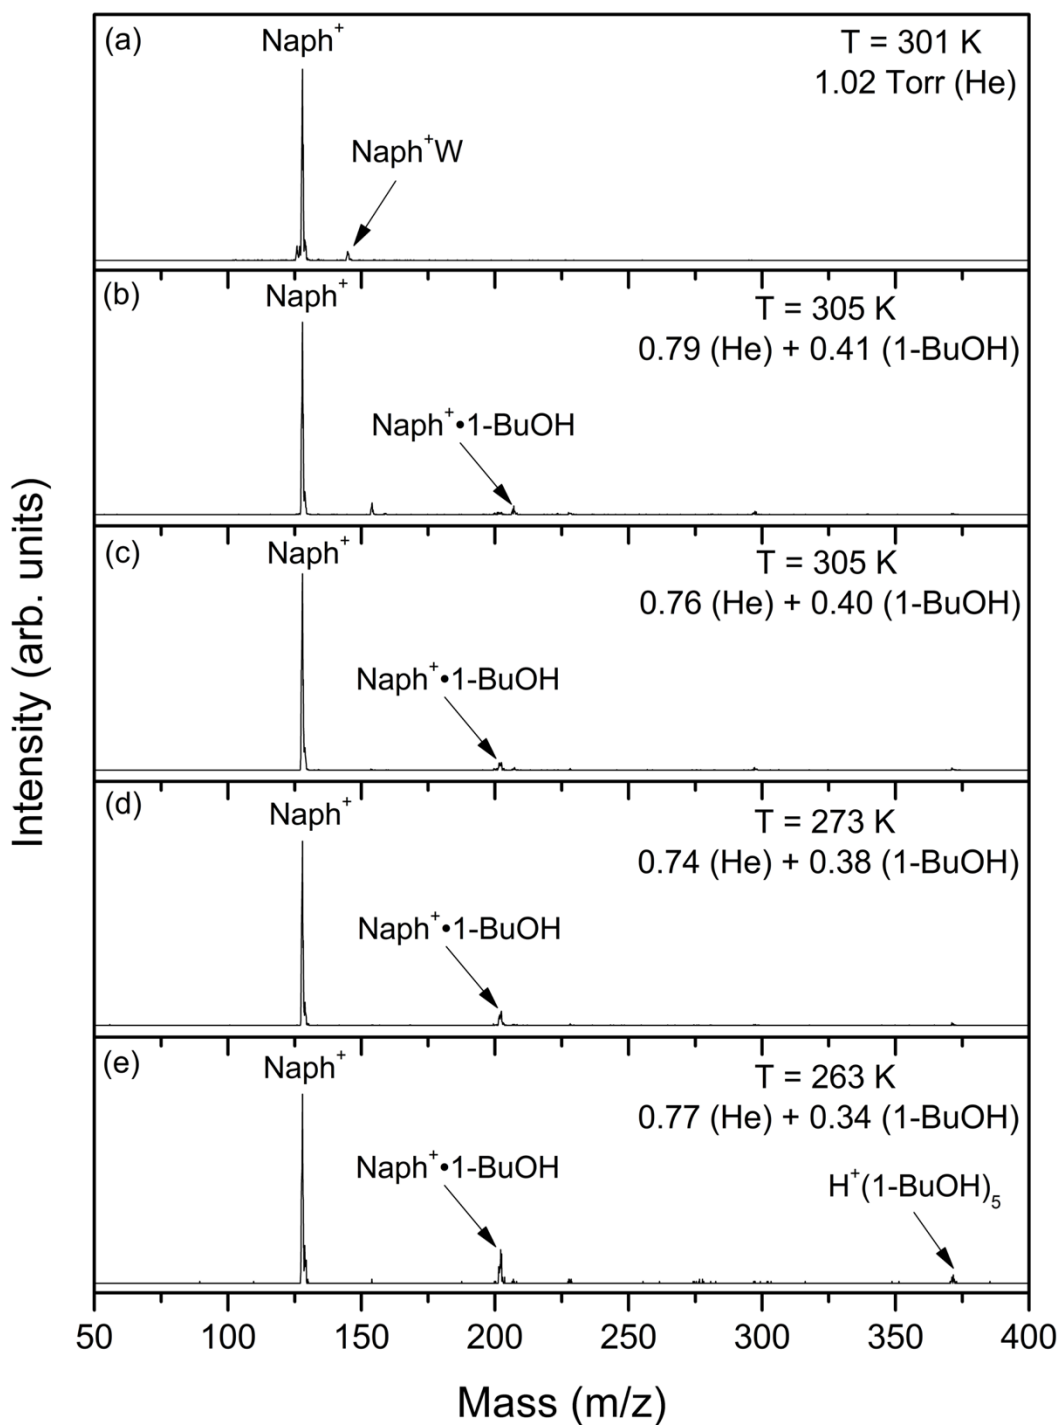 (a)
Naph⁺
T = 301 K
1.02 Torr (He)
Naph⁺W
(b)
Naph⁺
T = 305 K
0.79 (He) + 0.41 (1-BuOH)
Naph⁺•1-BuOH
(c)
Naph⁺
T = 305 K
0.76 (He) + 0.40 (1-BuOH)
Naph⁺•1-BuOH
(d)
Naph⁺
T = 273 K
0.74 (He) + 0.38 (1-BuOH)
Naph⁺•1-BuOH
(e)
Naph⁺
T = 263 K
0.77 (He) + 0.34 (1-BuOH)
Naph⁺•1-BuOH
H⁺(1-BuOH)₅
50 100 150 200 250 300 350 400
Mass (m/z)
Intensity (arb. units)